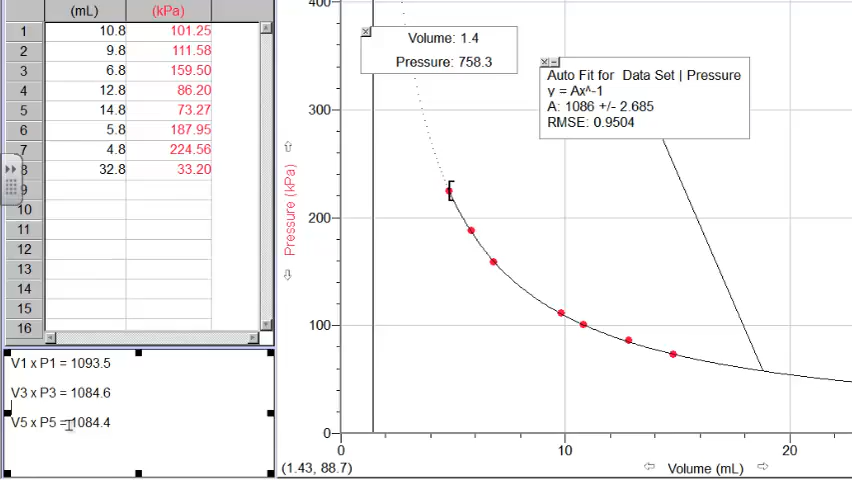 (mL) (kPa)
1 10.8 101.25
2 9.8 111.58
3 6.8 159.50
4 12.8 86.20
5 14.8 73.27
6 5.8 187.95
7 4.8 224.56
8 32.8 33.20
9
10
11
12
13
14
15
16
V1 x P1 = 1093.5
V3 x P3 = 1084.6
V5 x P5 = 1084.4
400
300
200
100
0
Pressure (kPa)
Volume: 1.4
Pressure: 758.3
Auto Fit for Data Set | Pressure
y = Ax^-1
A: 1086 +/- 2.685
RMSE: 0.9504
0 10 20
(1.43, 88.7)
Volume (mL)